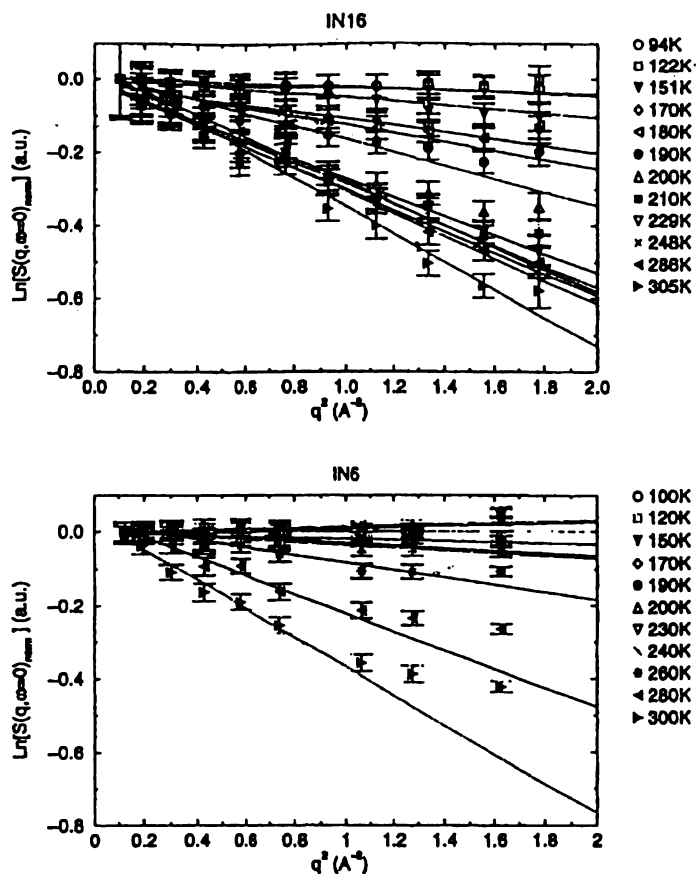 IN16
Ln[S(q,ω=0)norm] (a.u.)
0.0
−0.2
−0.4
−0.6
−0.8
0.0 0.2 0.4 0.6 0.8 1.0 1.2 1.4 1.6 1.8 2.0
q² (A⁻²)
94K
122K
151K
170K
180K
190K
200K
210K
229K
248K
286K
305K
IN6
Ln[S(q,ω=0)norm] (a.u.)
0.0
−0.2
−0.4
−0.6
−0.8
0 0.2 0.4 0.6 0.8 1 1.2 1.4 1.6 1.8 2
q² (A⁻²)
100K
120K
150K
170K
190K
200K
230K
240K
260K
280K
300K